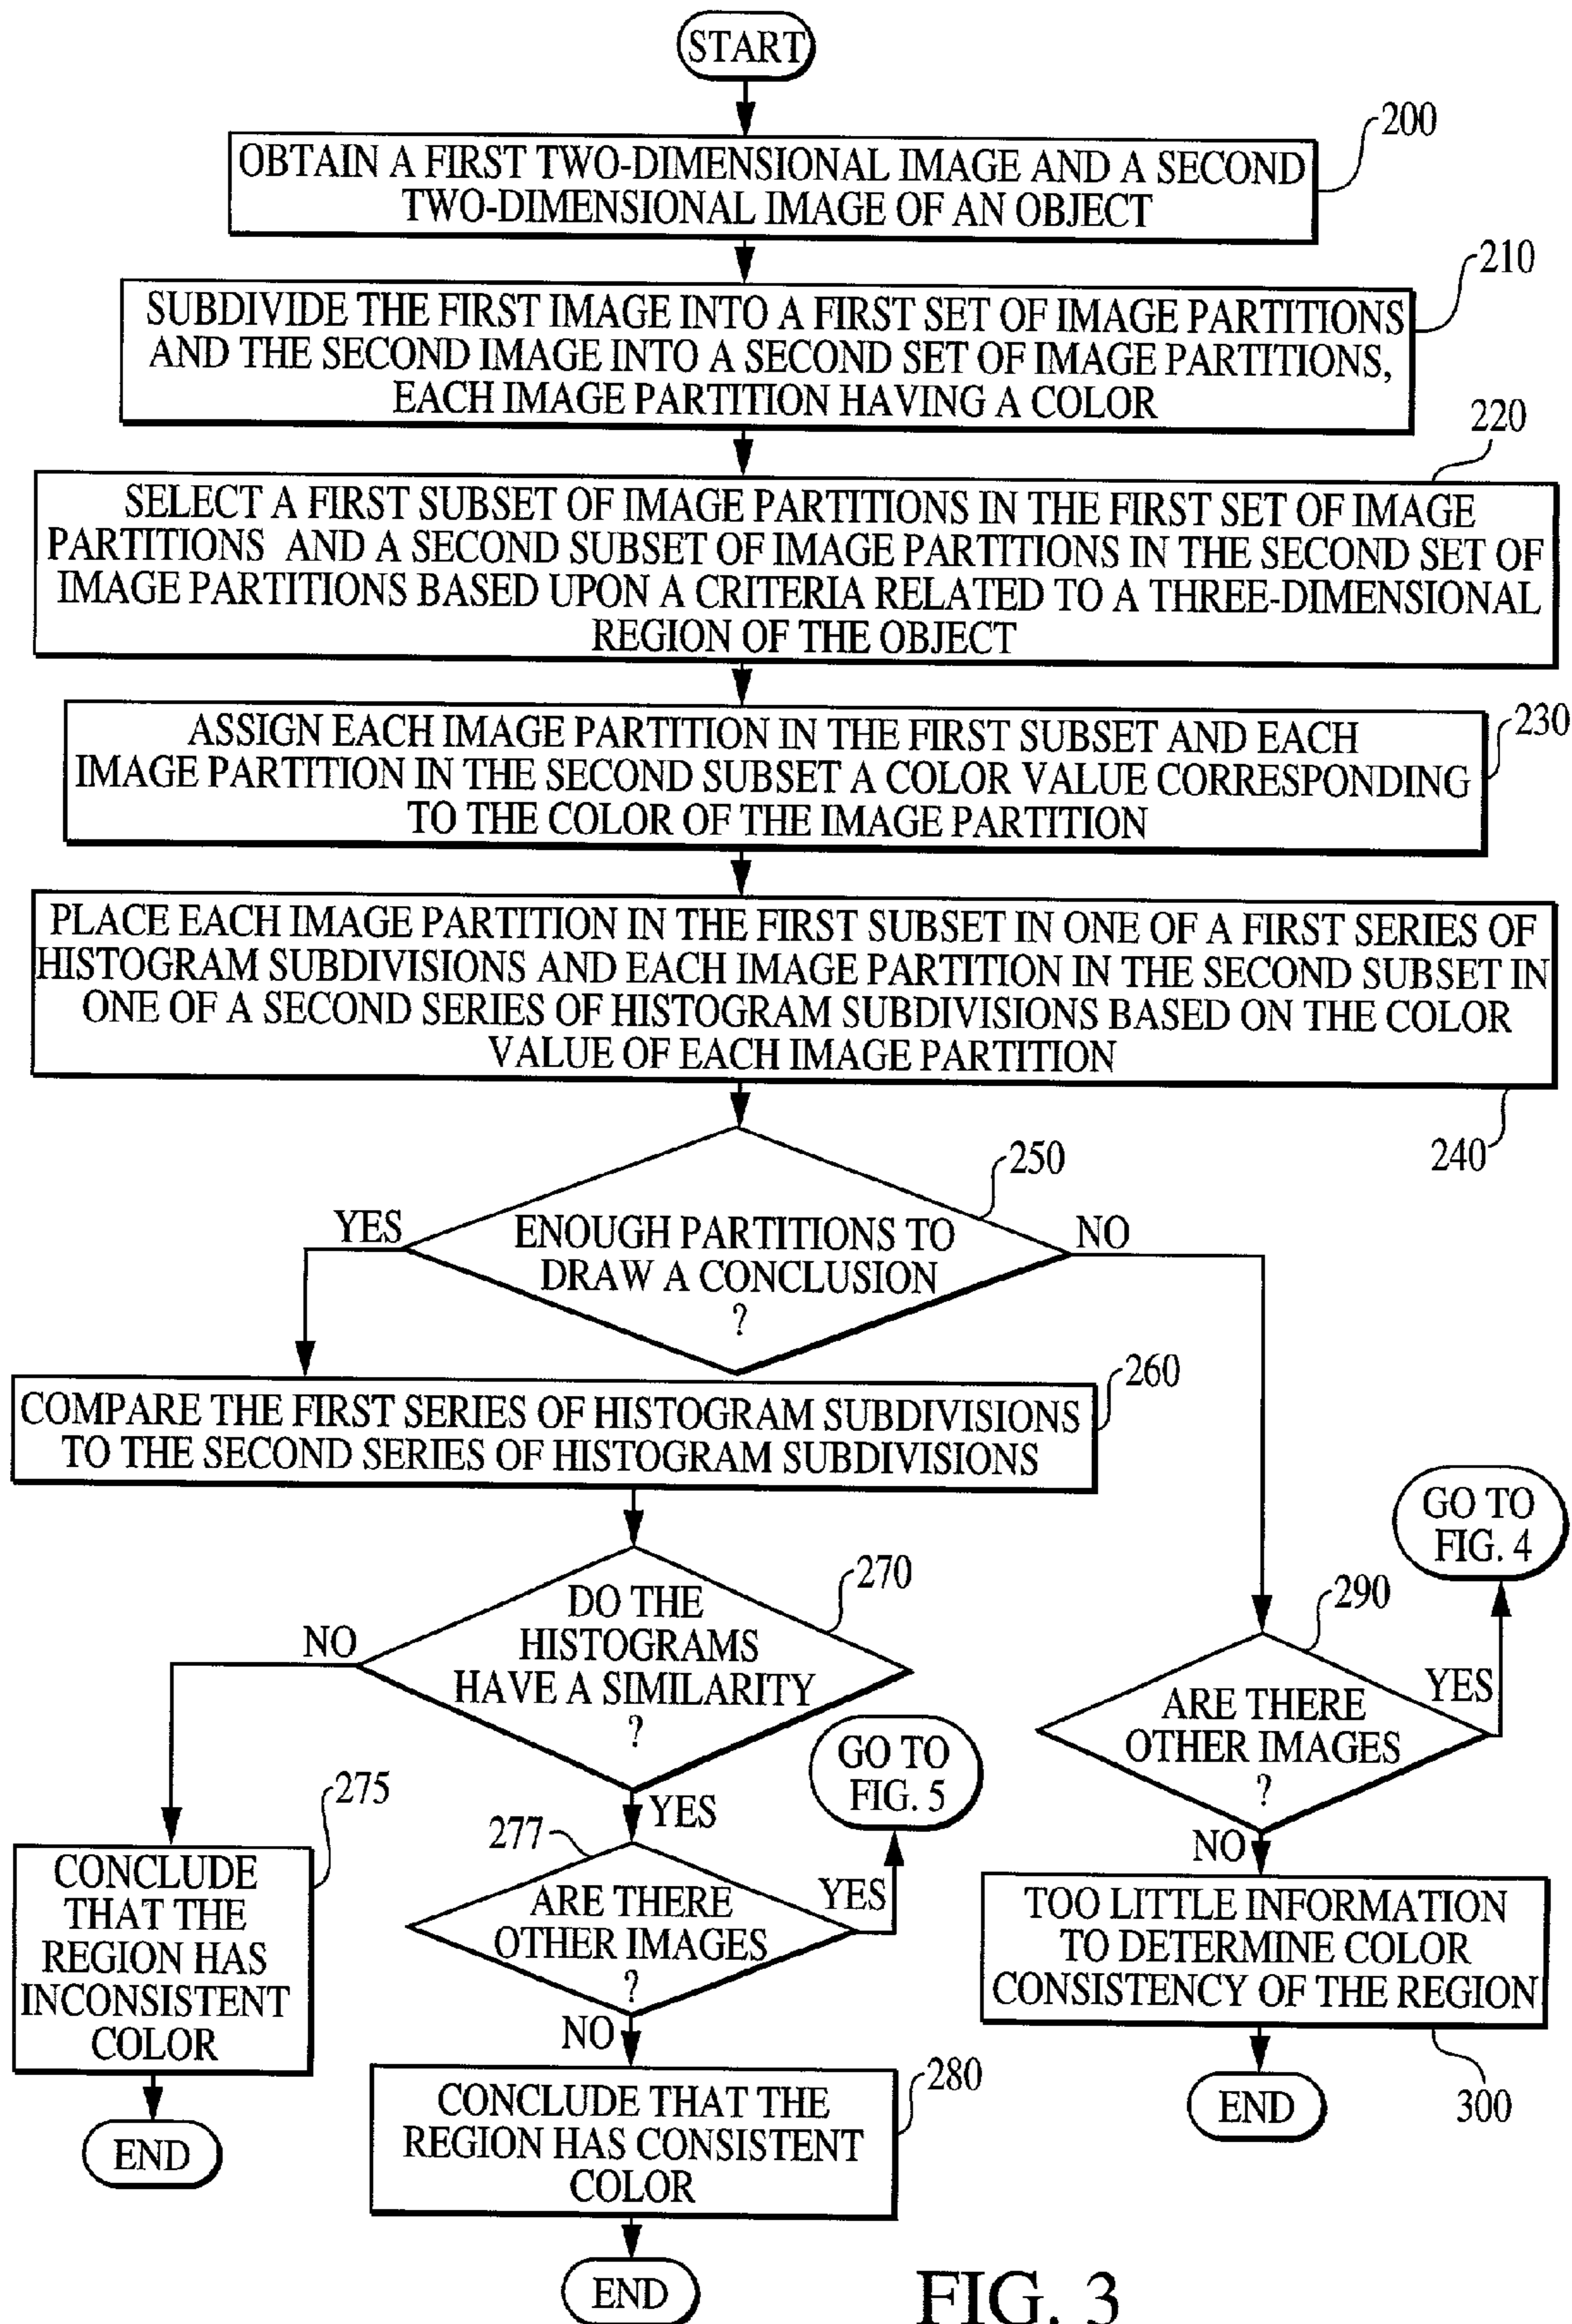 START
200
OBTAIN A FIRST TWO-DIMENSIONAL IMAGE AND A SECOND
TWO-DIMENSIONAL IMAGE OF AN OBJECT
210
SUBDIVIDE THE FIRST IMAGE INTO A FIRST SET OF IMAGE PARTITIONS
AND THE SECOND IMAGE INTO A SECOND SET OF IMAGE PARTITIONS,
EACH IMAGE PARTITION HAVING A COLOR
220
SELECT A FIRST SUBSET OF IMAGE PARTITIONS IN THE FIRST SET OF IMAGE
PARTITIONS AND A SECOND SUBSET OF IMAGE PARTITIONS IN THE SECOND SET OF
IMAGE PARTITIONS BASED UPON A CRITERIA RELATED TO A THREE-DIMENSIONAL
REGION OF THE OBJECT
230
ASSIGN EACH IMAGE PARTITION IN THE FIRST SUBSET AND EACH
IMAGE PARTITION IN THE SECOND SUBSET A COLOR VALUE CORRESPONDING
TO THE COLOR OF THE IMAGE PARTITION
PLACE EACH IMAGE PARTITION IN THE FIRST SUBSET IN ONE OF A FIRST SERIES OF
HISTOGRAM SUBDIVISIONS AND EACH IMAGE PARTITION IN THE SECOND SUBSET IN
ONE OF A SECOND SERIES OF HISTOGRAM SUBDIVISIONS BASED ON THE COLOR
VALUE OF EACH IMAGE PARTITION
240
250
YES
NO
ENOUGH PARTITIONS TO
DRAW A CONCLUSION
?
260
COMPARE THE FIRST SERIES OF HISTOGRAM SUBDIVISIONS
TO THE SECOND SERIES OF HISTOGRAM SUBDIVISIONS
GO TO
FIG. 4
270
DO THE
HISTOGRAMS
HAVE A SIMILARITY
?
NO
290
YES
ARE THERE
OTHER IMAGES
?
GO TO
FIG. 5
275
YES
277
NO
CONCLUDE
THAT THE
REGION HAS
INCONSISTENT
COLOR
ARE THERE
OTHER IMAGES
?
YES
TOO LITTLE INFORMATION
TO DETERMINE COLOR
CONSISTENCY OF THE REGION
NO
280
CONCLUDE THAT THE
REGION HAS CONSISTENT
COLOR
300
END
END
END
FIG. 3